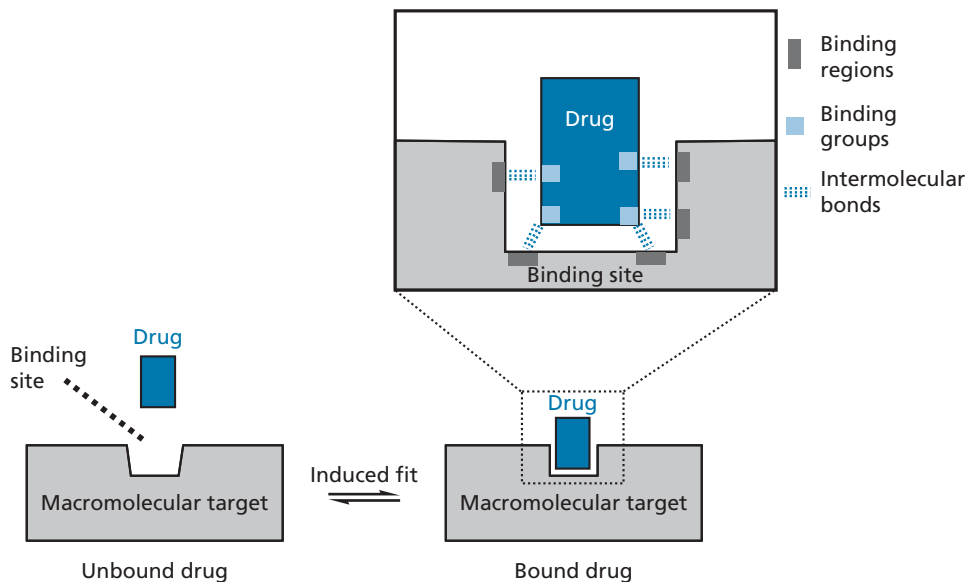 Binding
regions
Drug
Binding
groups
Intermolecular
bonds
Binding site
Drug
Binding
site
Drug
Induced fit
Macromolecular target
Macromolecular target
Unbound drug
Bound drug